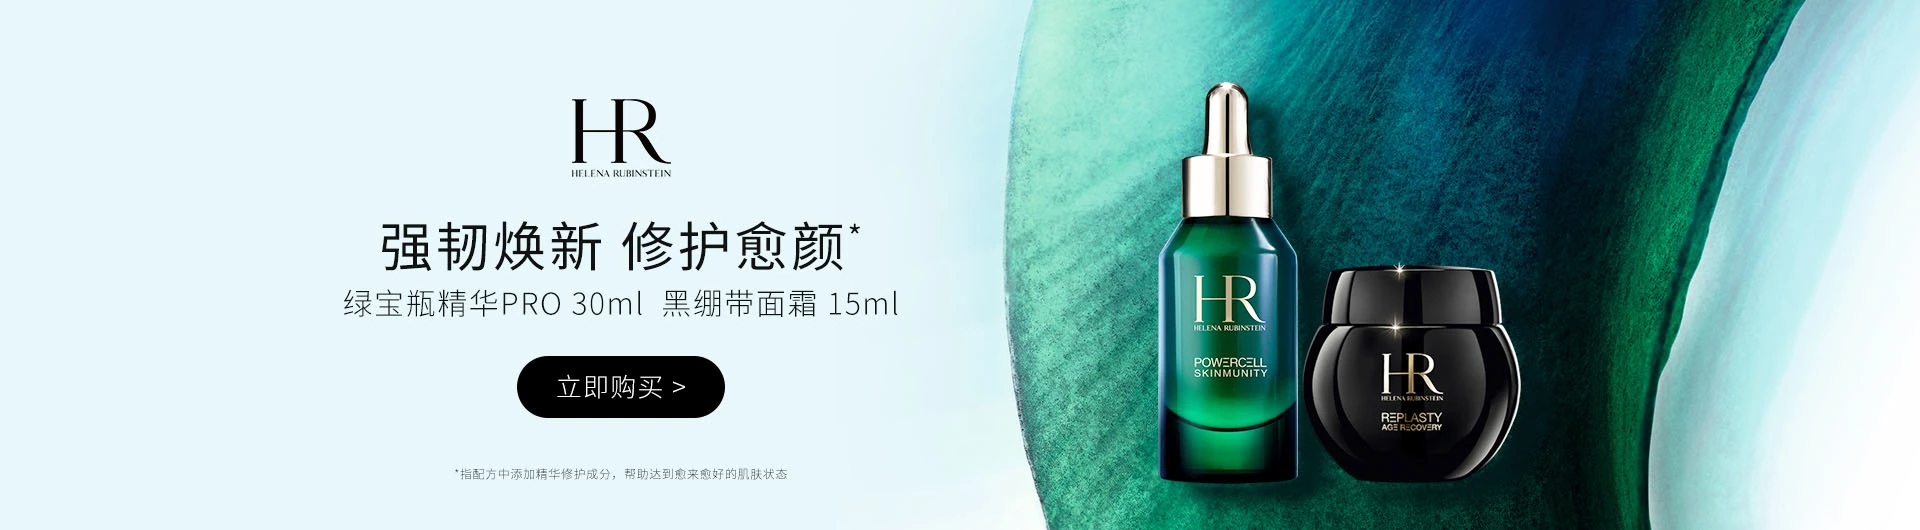 HR
HELENA RUBINSTEIN
强韧焕新 修护愈颜*
绿宝瓶精华PRO 30ml 黑绷带面霜 15ml
立即购买 >
*指配方中添加精华修护成分，帮助达到愈来愈好的肌肤状态
HR
HELENA RUBINSTEIN
POWERCELL
SKINMUNITY
HR
HELENA RUBINSTEIN
REPLASTY
AGE RECOVERY